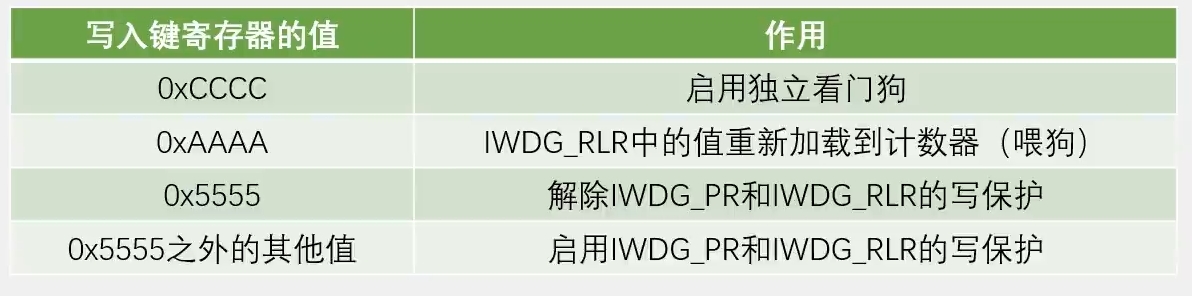 写入键寄存器的值 作用
0xCCCC 启用独立看门狗
0xAAAA IWDG_RLR中的值重新加载到计数器（喂狗）
0x5555 解除IWDG_PR和IWDG_RLR的写保护
0x5555之外的其他值 启用IWDG_PR和IWDG_RLR的写保护